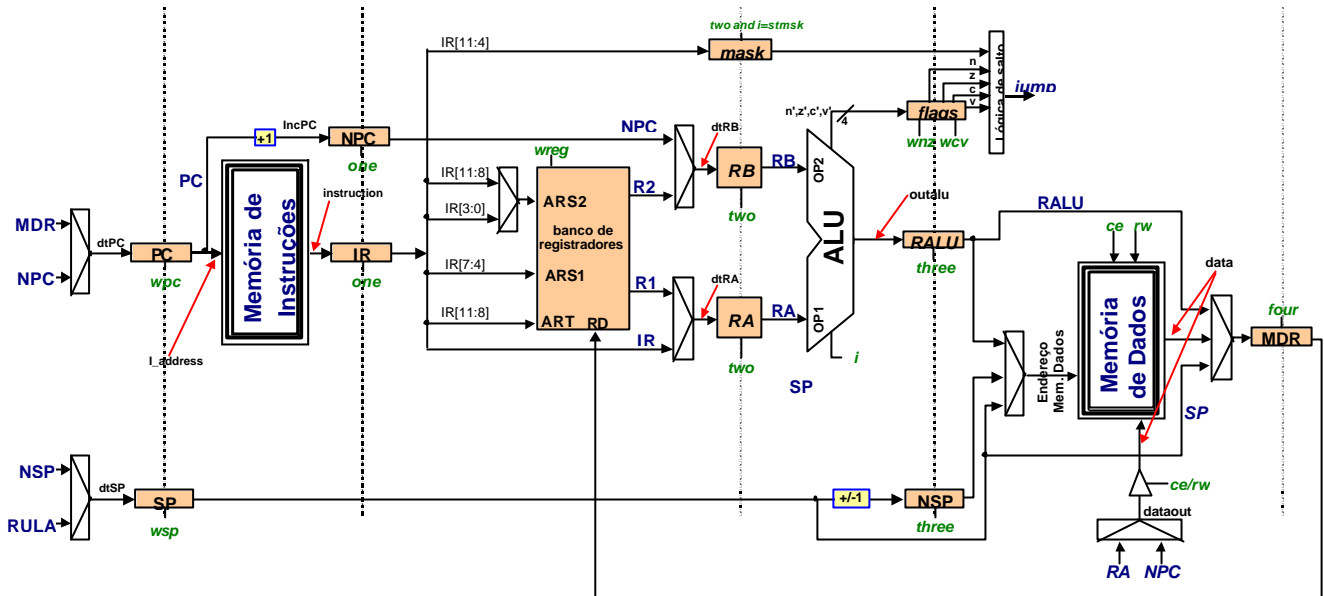 two and i=stmsk
IR[11:4]
mask
n
z
c
v
Lógica de salto
jump
n',z',c',v'
4
flags
wnz wcv
+1
IncPC
NPC
one
NPC
dtRB
RB
two
RB
OP2
PC
Memória de
Instruções
instruction
wreg
IR[11:8]
ARS2
IR[3:0]
banco de
registradores
R2
outalu
RALU
MDR
dtPC
PC
wpc
NPC
IR
one
IR[7:4]
ARS1
R1
dtRA
RA
two
RA
OP1
ALU
i
SP
RALU
three
ce rw
data
Memória
de Dados
four
MDR
IR[11:8]
ART
RD
IR
I_address
Endereço
Mem. Dados
SP
NSP
dtSP
SP
wsp
RULA
+/-1
NSP
three
ce/rw
dataout
RA
NPC